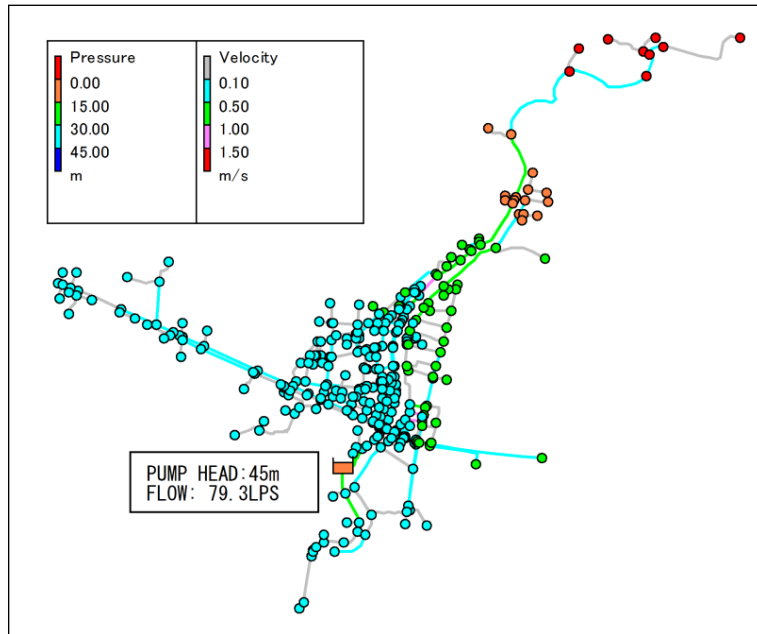 Pressure
0.00
15.00
30.00
45.00
m
Velocity
0.10
0.50
1.00
1.50
m/s
PUMP HEAD:45m
FLOW: 79.3LPS